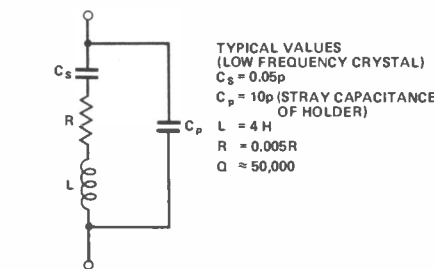 TYPICAL VALUES
(LOW FREQUENCY CRYSTAL)
Cs = 0.05p
Cp = 10p (STRAY CAPACITANCE
OF HOLDER)
L = 4 H
R = 0.005R
Q ≈ 50,000
Cs
R
Cp
L